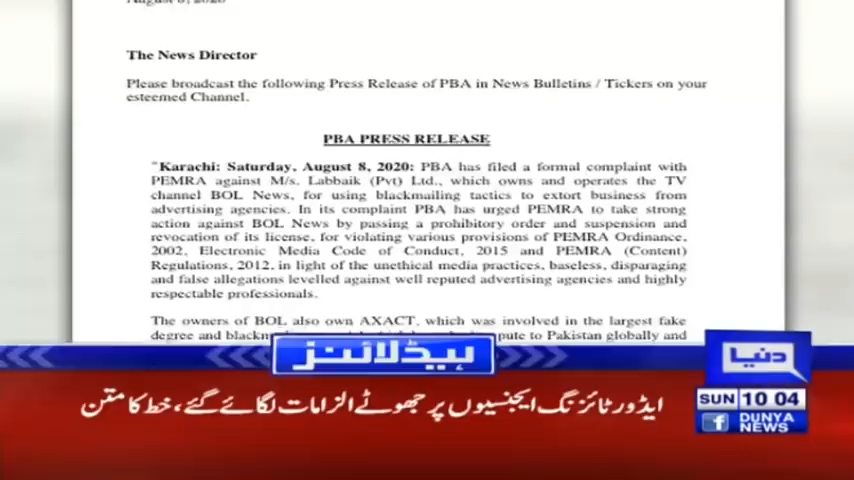 The News Director
Please broadcast the following Press Release of PBA in News Bulletins / Tickers on your
esteemed Channel.
PBA PRESS RELEASE
"Karachi: Saturday, August 8, 2020: PBA has filed a formal complaint with
PEMRA against M/s. Labbaik (Pvt) Ltd., which owns and operates the TV
channel BOL News, for using blackmailing tactics to extort business from
advertising agencies. In its complaint PBA has urged PEMRA to take strong
action against BOL News by passing a prohibitory order and suspension and
revocation of its license, for violating various provisions of PEMRA Ordinance,
2002, Electronic Media Code of Conduct, 2015 and PEMRA (Content)
Regulations, 2012, in light of the unethical media practices, baseless, disparaging
and false allegations levelled against well reputed advertising agencies and highly
respectable professionals.
The owners of BOL also own AXACT, which was involved in the largest fake
degree and to Pakistan globally and
ہیڈلائنز
دنیا
ایڈورٹائزنگ ایجنسیوں پر جھوٹے الزامات لگائے گئے، خط کا متن
SUN 10 04
f DUNYA
NEWS